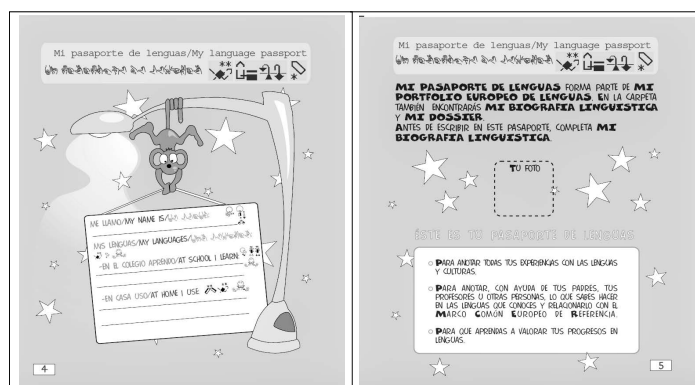 Mi pasaporte de lenguas/My language passport
ME LLAMO/MY NAME IS/
MIS LENGUAS/MY LANGUAGES/
-EN EL COLEGIO APRENDO/AT SCHOOL I LEARN:
-EN CASA USO/AT HOME I USE
4
Mi pasaporte de lenguas/My language passport
MI PASAPORTE DE LENGUAS FORMA PARTE DE MI
PORTFOLIO EUROPEO DE LENGUAS. EN LA CARPETA
TAMBIÉN ENCONTRARÁS MI BIOGRAFIA LINGUISTICA
Y MI DOSSIER.
ANTES DE ESCRIBIR EN ESTE PASAPORTE, COMPLETA MI
BIOGRAFIA LINGUISTICA.
TU FOTO
ÉSTE ES TU PASAPORTE DE LENGUAS
PARA ANOTAR TODAS TUS EXPERIENCIAS CON LAS LENGUAS
Y CULTURAS.
PARA ANOTAR, CON AYUDA DE TUS PADRES, TUS
PROFESORES U OTRAS PERSONAS, LO QUE SABES HACER
EN LAS LENGUAS QUE CONOCES Y RELACIONARLO CON EL
MARCO COMÚN EUROPEO DE REFERENCIA.
PARA QUE APRENDAS A VALORAR TUS PROGRESOS EN
LENGUAS.
5